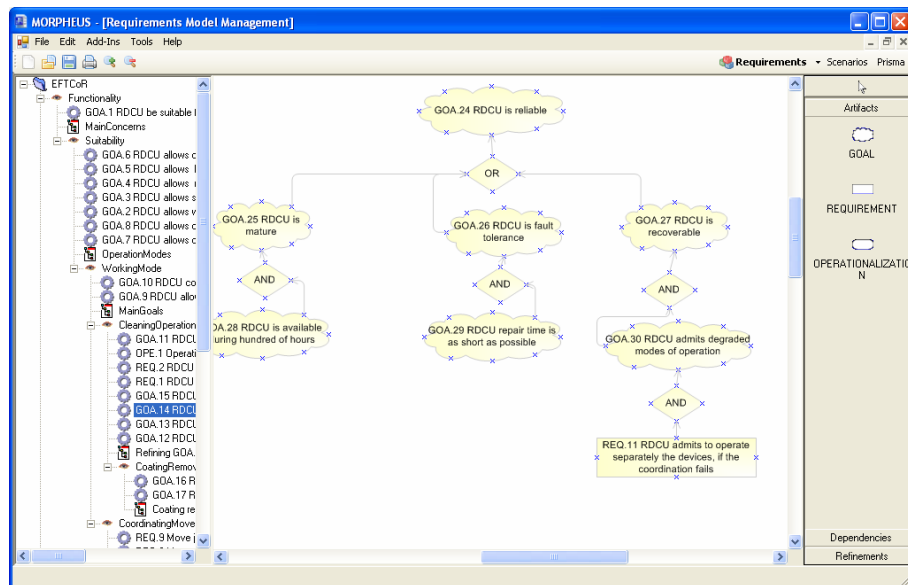 MORPHEUS - [Requirements Model Management]
File Edit Add-Ins Tools Help
Requirements Scenarios Prisma
EFTCoR
Functionality
GOA.1 RDCU be suitable
MainConcerns
Suitability
GOA.6 RDCU allows c
GOA.5 RDCU allows
GOA.4 RDCU allows
GOA.3 RDCU allows s
GOA.2 RDCU allows v
GOA.8 RDCU allows c
GOA.7 RDCU allows c
OperationModes
WorkingMode
GOA.10 RDCU co
GOA.9 RDCU allo
MainGoals
CleaningOperation
GOA.11 RDCU
OPE.1 Operati
REQ.2 RDCU
REQ.1 RDCU
GOA.15 RDCU
GOA.14 RDCU
GOA.13 RDCU
GOA.12 RDCU
Refining GOA.
CoatingRemov
GOA.16 R
GOA.17 R
Coating re
CoordinatingMove
REQ.9 Move j
GOA.24 RDCU is reliable
OR
GOA.25 RDCU is
mature
GOA.26 RDCU is fault
tolerance
GOA.27 RDCU is
recoverable
AND
AND
AND
OA.28 RDCU is available
uring hundred of hours
GOA.29 RDCU repair time is
as short as possible
GOA.30 RDCU admits degraded
modes of operation
AND
REQ.11 RDCU admits to operate
separately the devices, if the
coordination fails
Artifacts
GOAL
REQUIREMENT
OPERATIONALIZATIO
N
Dependencies
Refinements